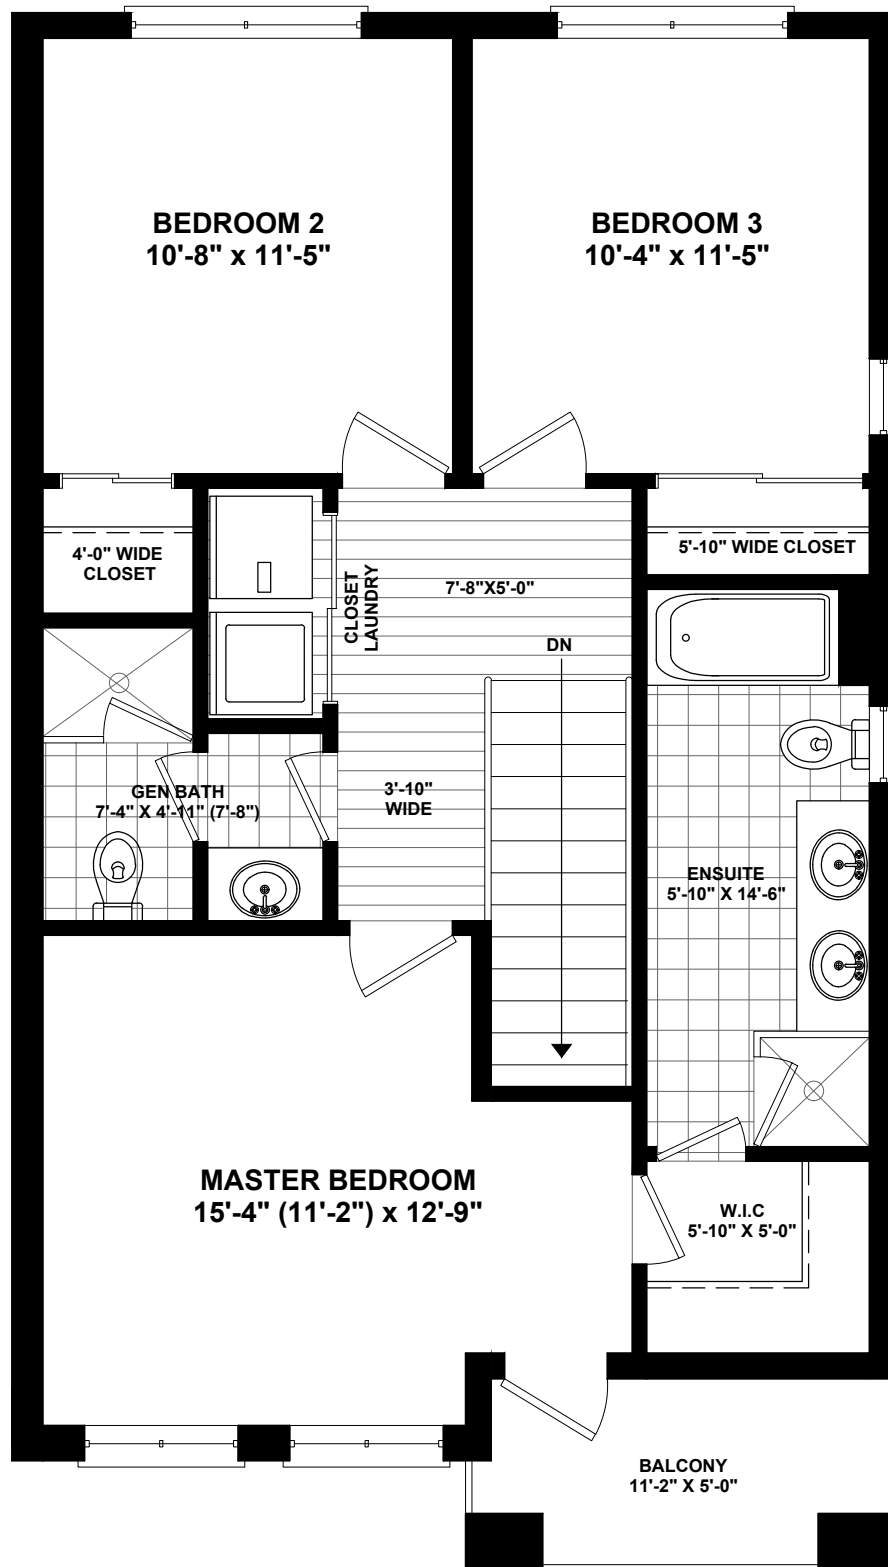 BEDROOM 2
10'-8" x 11'-5"
BEDROOM 3
10'-4" x 11'-5"
4'-0" WIDE
CLOSET
CLOSET
LAUNDRY
7'-8"X5'-0"
5'-10" WIDE CLOSET
DN
GEN BATH
7'-4" X 4'-11" (7'-8")
3'-10"
WIDE
ENSUITE
5'-10" X 14'-6"
MASTER BEDROOM
15'-4" (11'-2") x 12'-9"
W.I.C
5'-10" X 5'-0"
BALCONY
11'-2" X 5'-0"